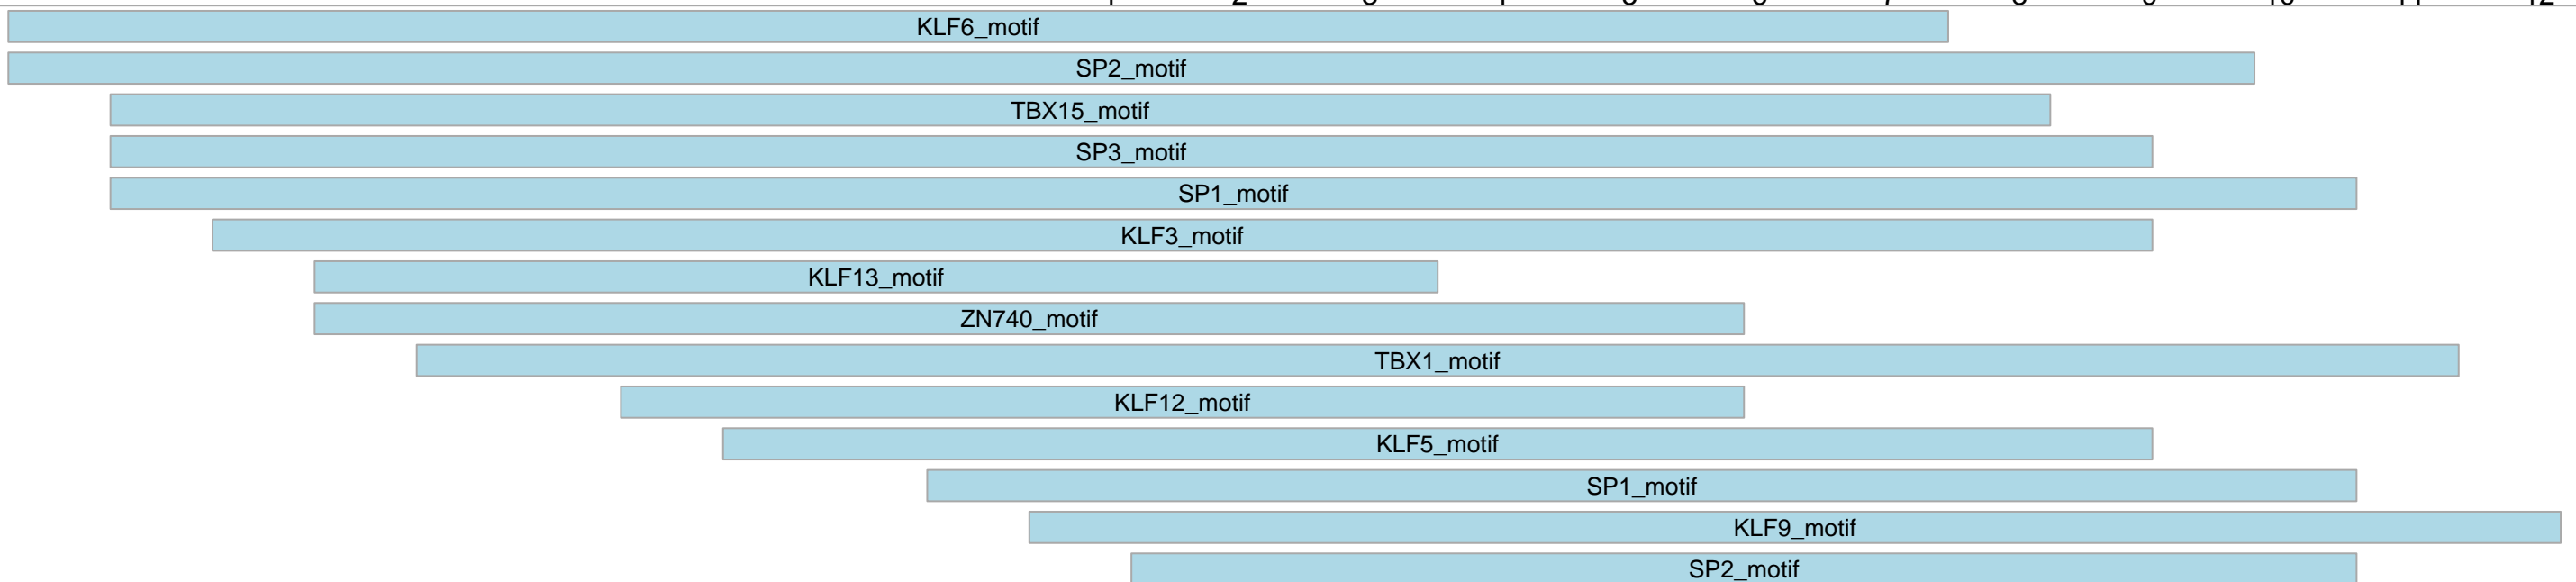 KLF6_motif
SP2_motif
TBX15_motif
SP3_motif
SP1_motif
KLF3_motif
KLF13_motif
ZN740_motif
TBX1_motif
KLF12_motif
KLF5_motif
SP1_motif
KLF9_motif
SP2_motif